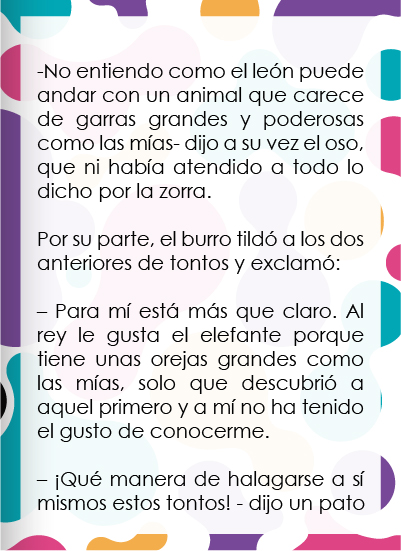 -No entiendo como el león puede
andar con un animal que carece
de garras grandes y poderosas
como las mías- dijo a su vez el oso,
que ni había atendido a todo lo
dicho por la zorra.
Por su parte, el burro tildó a los dos
anteriores de tontos y exclamó:
– Para mí está más que claro. Al
rey le gusta el elefante porque
tiene unas orejas grandes como
las mías, solo que descubrió a
aquel primero y a mí no ha tenido
el gusto de conocerme.
– ¡Qué manera de halagarse a sí
mismos estos tontos! - dijo un pato